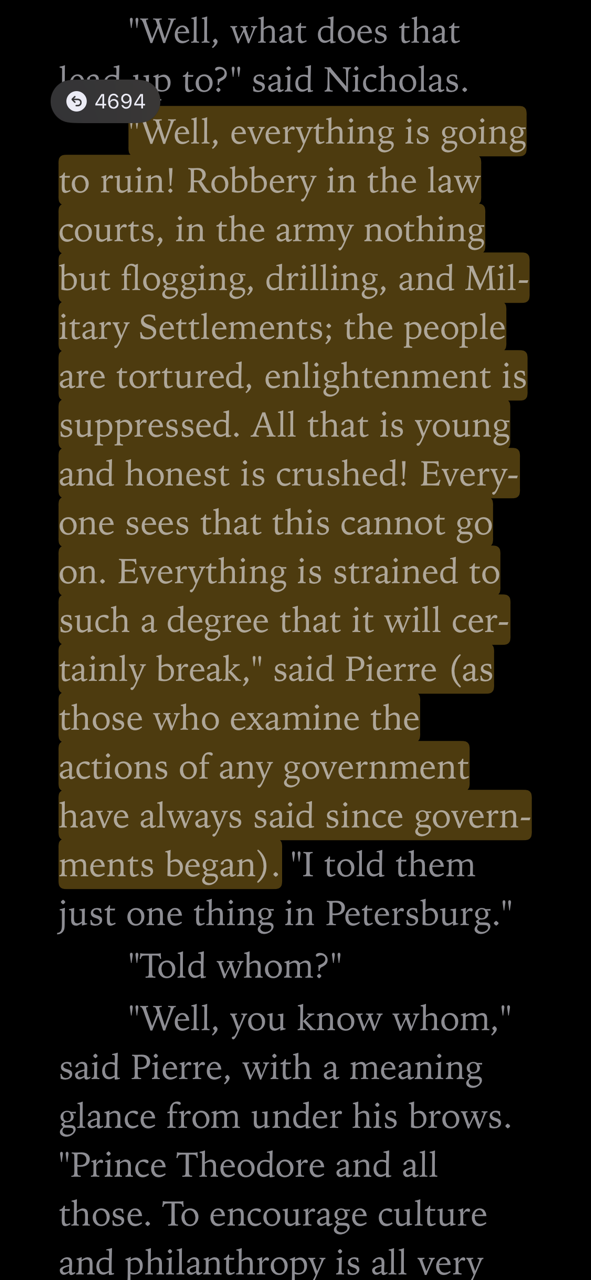 "Well, what does that
lead up to?" said Nicholas.
4694
"Well, everything is going
to ruin! Robbery in the law
courts, in the army nothing
but flogging, drilling, and Mil-
itary Settlements; the people
are tortured, enlightenment is
suppressed. All that is young
and honest is crushed! Every-
one sees that this cannot go
on. Everything is strained to
such a degree that it will cer-
tainly break," said Pierre (as
those who examine the
actions of any government
have always said since govern-
ments began). "I told them
just one thing in Petersburg."
"Told whom?"
"Well, you know whom,"
said Pierre, with a meaning
glance from under his brows.
"Prince Theodore and all
those. To encourage culture
and philanthropy is all very